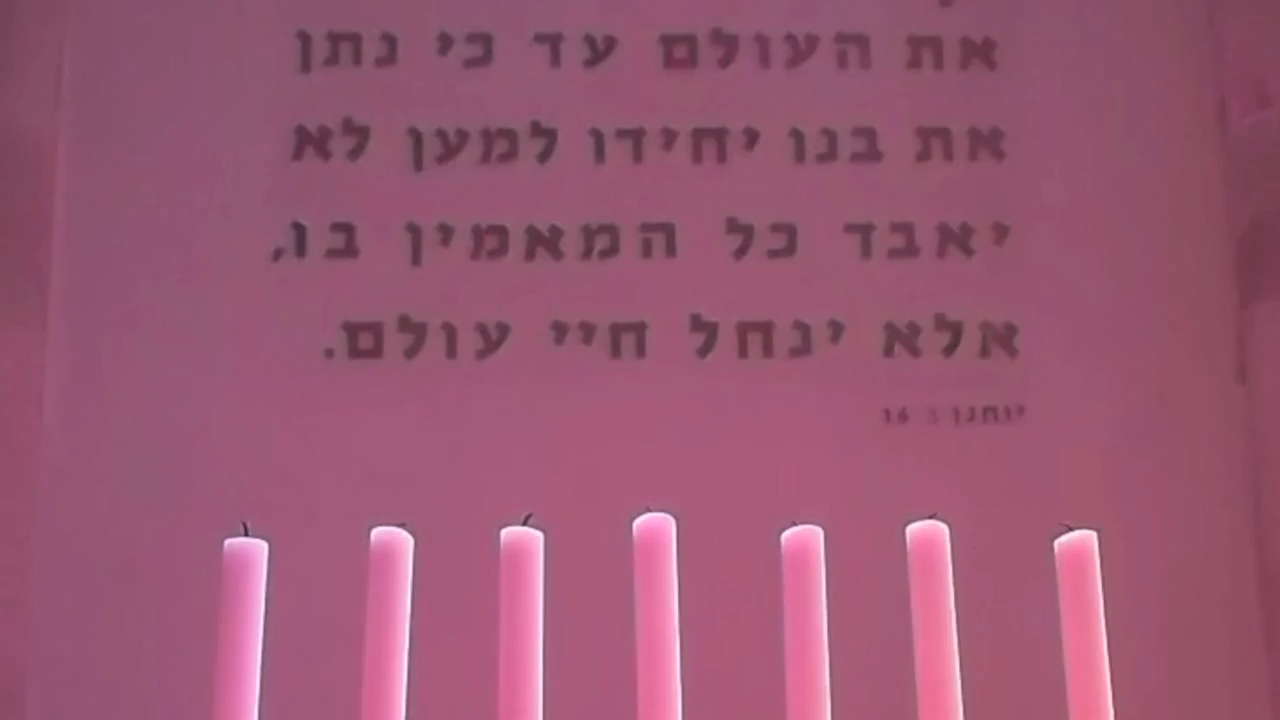 את העולם עד כי נתן
את בנו יחידו למען לא
יאבד כל המאמין בו,
אלא ינחל חיי עולם.
יוחנן 3 16